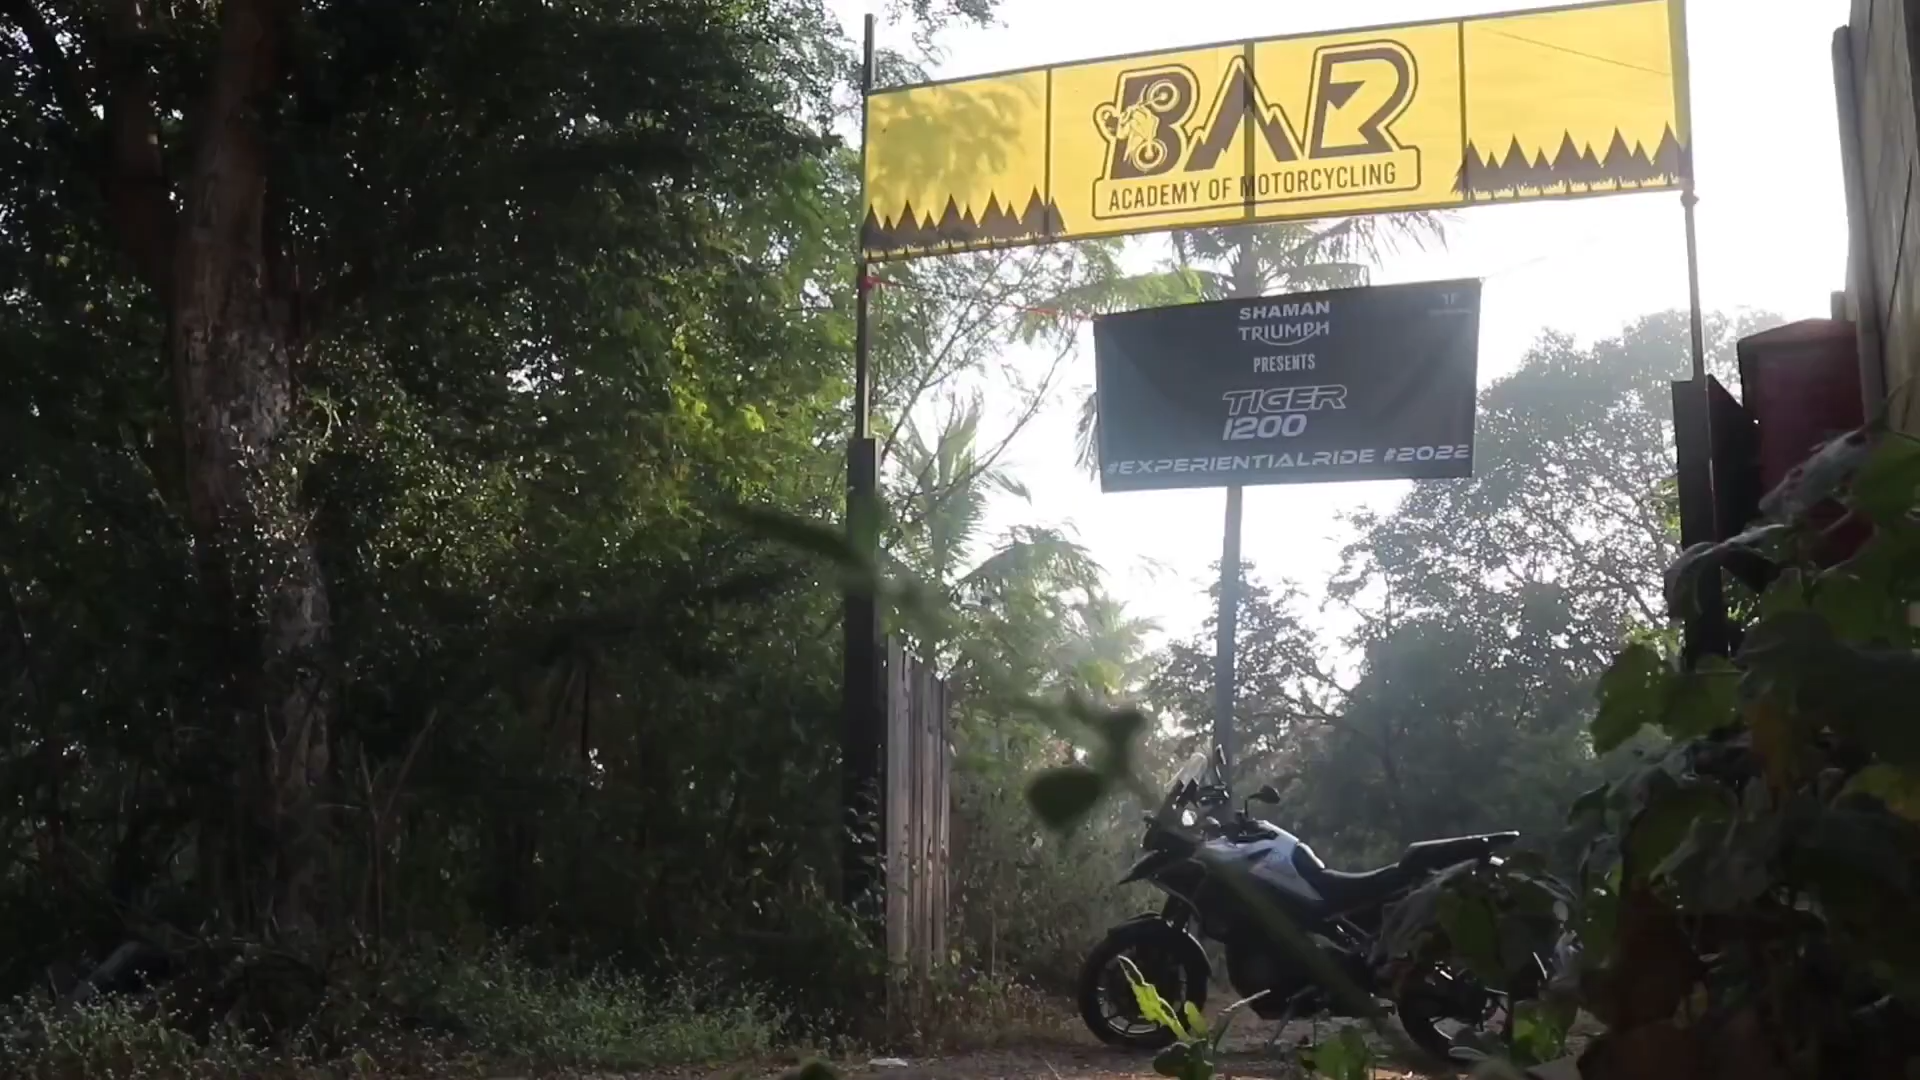 BAR
ACADEMY OF MOTORCYCLING
SHAMAN
TRIUMPH
PRESENTS
TIGER
1200
#EXPERIENTIALRIDE #2022